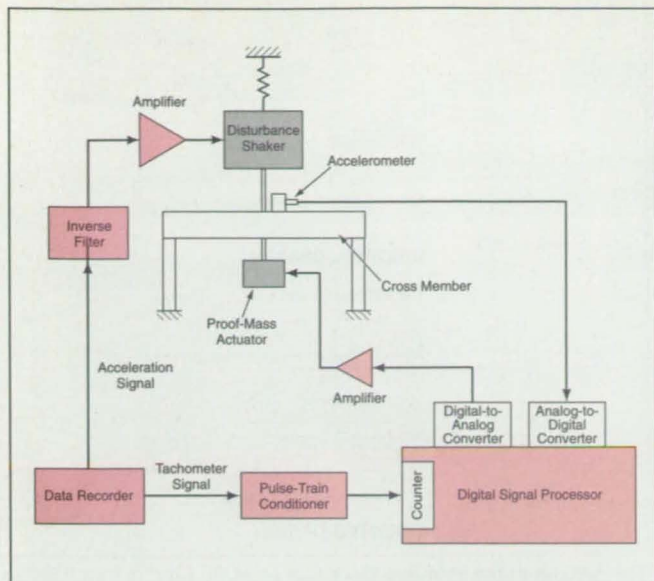 Amplifier
Disturbance
Shaker
Accelerometer
Inverse
Filter
Cross Member
Proof-Mass
Actuator
Acceleration
Signal
Amplifier
Digital-to-
Analog
Converter
Analog-to-
Digital
Converter
Tachometer
Signal
Data Recorder
Pulse-Train
Conditioner
Counter
Digital Signal Processor